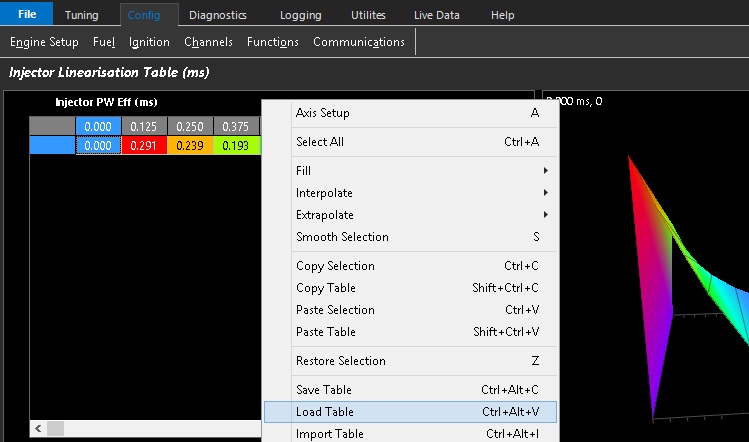 File Tuning Config Diagnostics Logging Utilites Live Data Help
Engine Setup Fuel Ignition Channels Functions Communications
Injector Linearisation Table (ms)
Injector PW Eff (ms)
0.000 0.125 0.250 0.375
0.000 0.291 0.239 0.193
Axis Setup A
Select All Ctrl+A
Fill
Interpolate
Extrapolate
Smooth Selection S
Copy Selection Ctrl+C
Copy Table Shift+Ctrl+C
Paste Selection Ctrl+V
Paste Table Shift+Ctrl+V
Restore Selection Z
Save Table Ctrl+Alt+C
Load Table Ctrl+Alt+V
Import Table Ctrl+Alt+I
0.000 ms, 0